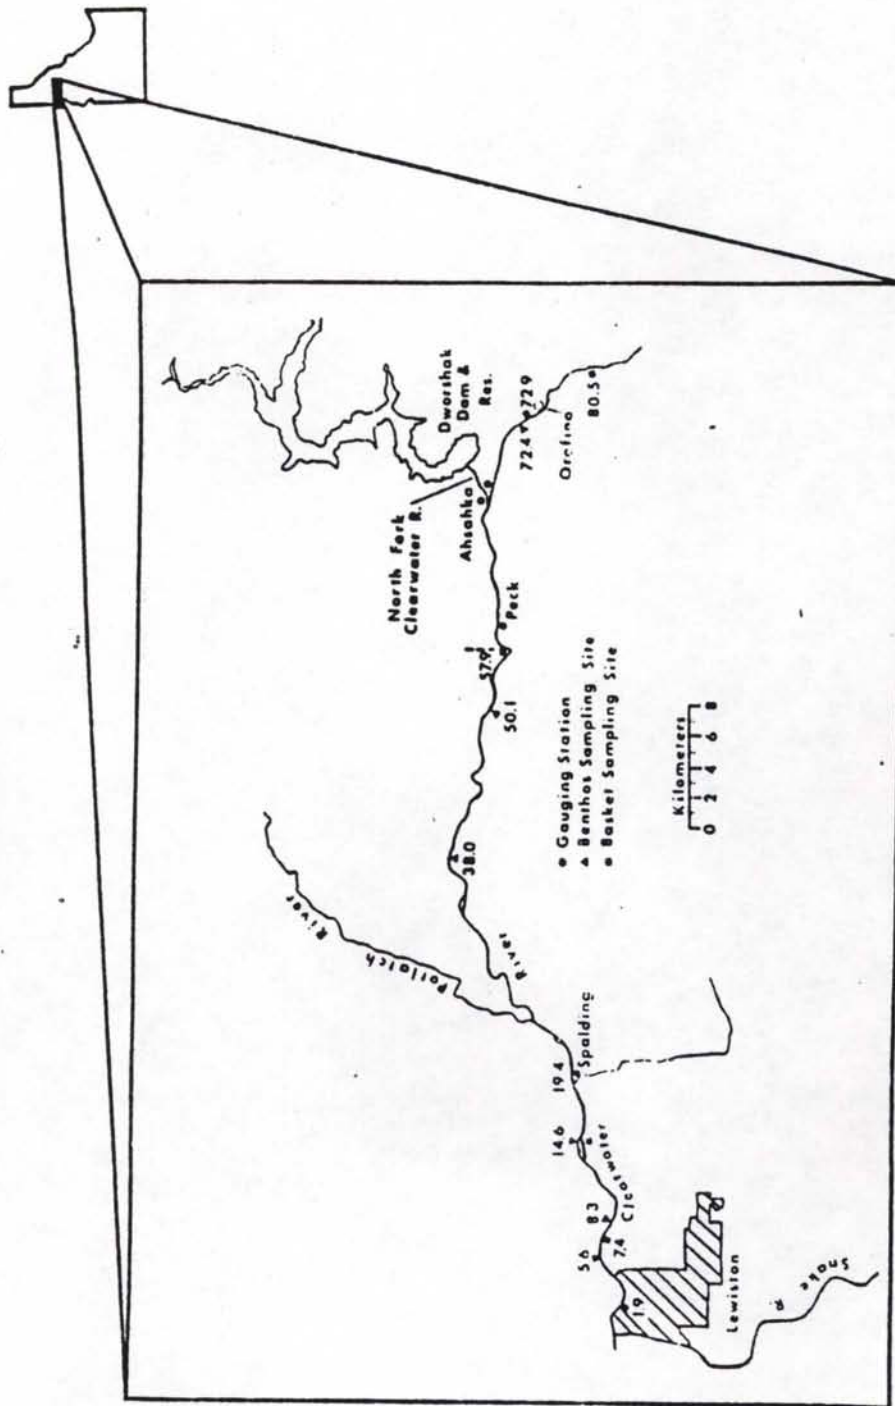 Dworshak
Dam &
Res.
North Fork
Clearwater R.
Ahsahka
72.4
72.9
Orofino
80.5
Peck
57.9
50.1
38.0
Potlatch
River
River
Spalding
19.4
14.6
Clearwater
8.3
7.4
5.6
1.9
Lewiston
Snake R
Gauging Station
Benthos Sampling Site
Basket Sampling Site
Kilometers
0 2 4 6 8